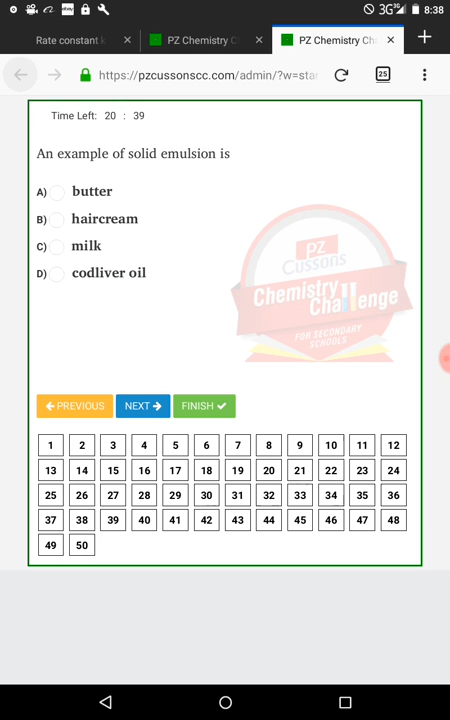 3G 3G 8:38
Rate constant k
PZ Chemistry C
PZ Chemistry Ch
https://pzcussonscc.com/admin/?w=star
25
Time Left: 20 : 39
An example of solid emulsion is
A) butter
B) haircream
C) milk
D) codliver oil
PZ
Cussons
Chemistry
Challenge
FOR SECONDARY
SCHOOLS
PREVIOUS NEXT FINISH
1 2 3 4 5 6 7 8 9 10 11 12
13 14 15 16 17 18 19 20 21 22 23 24
25 26 27 28 29 30 31 32 33 34 35 36
37 38 39 40 41 42 43 44 45 46 47 48
49 50